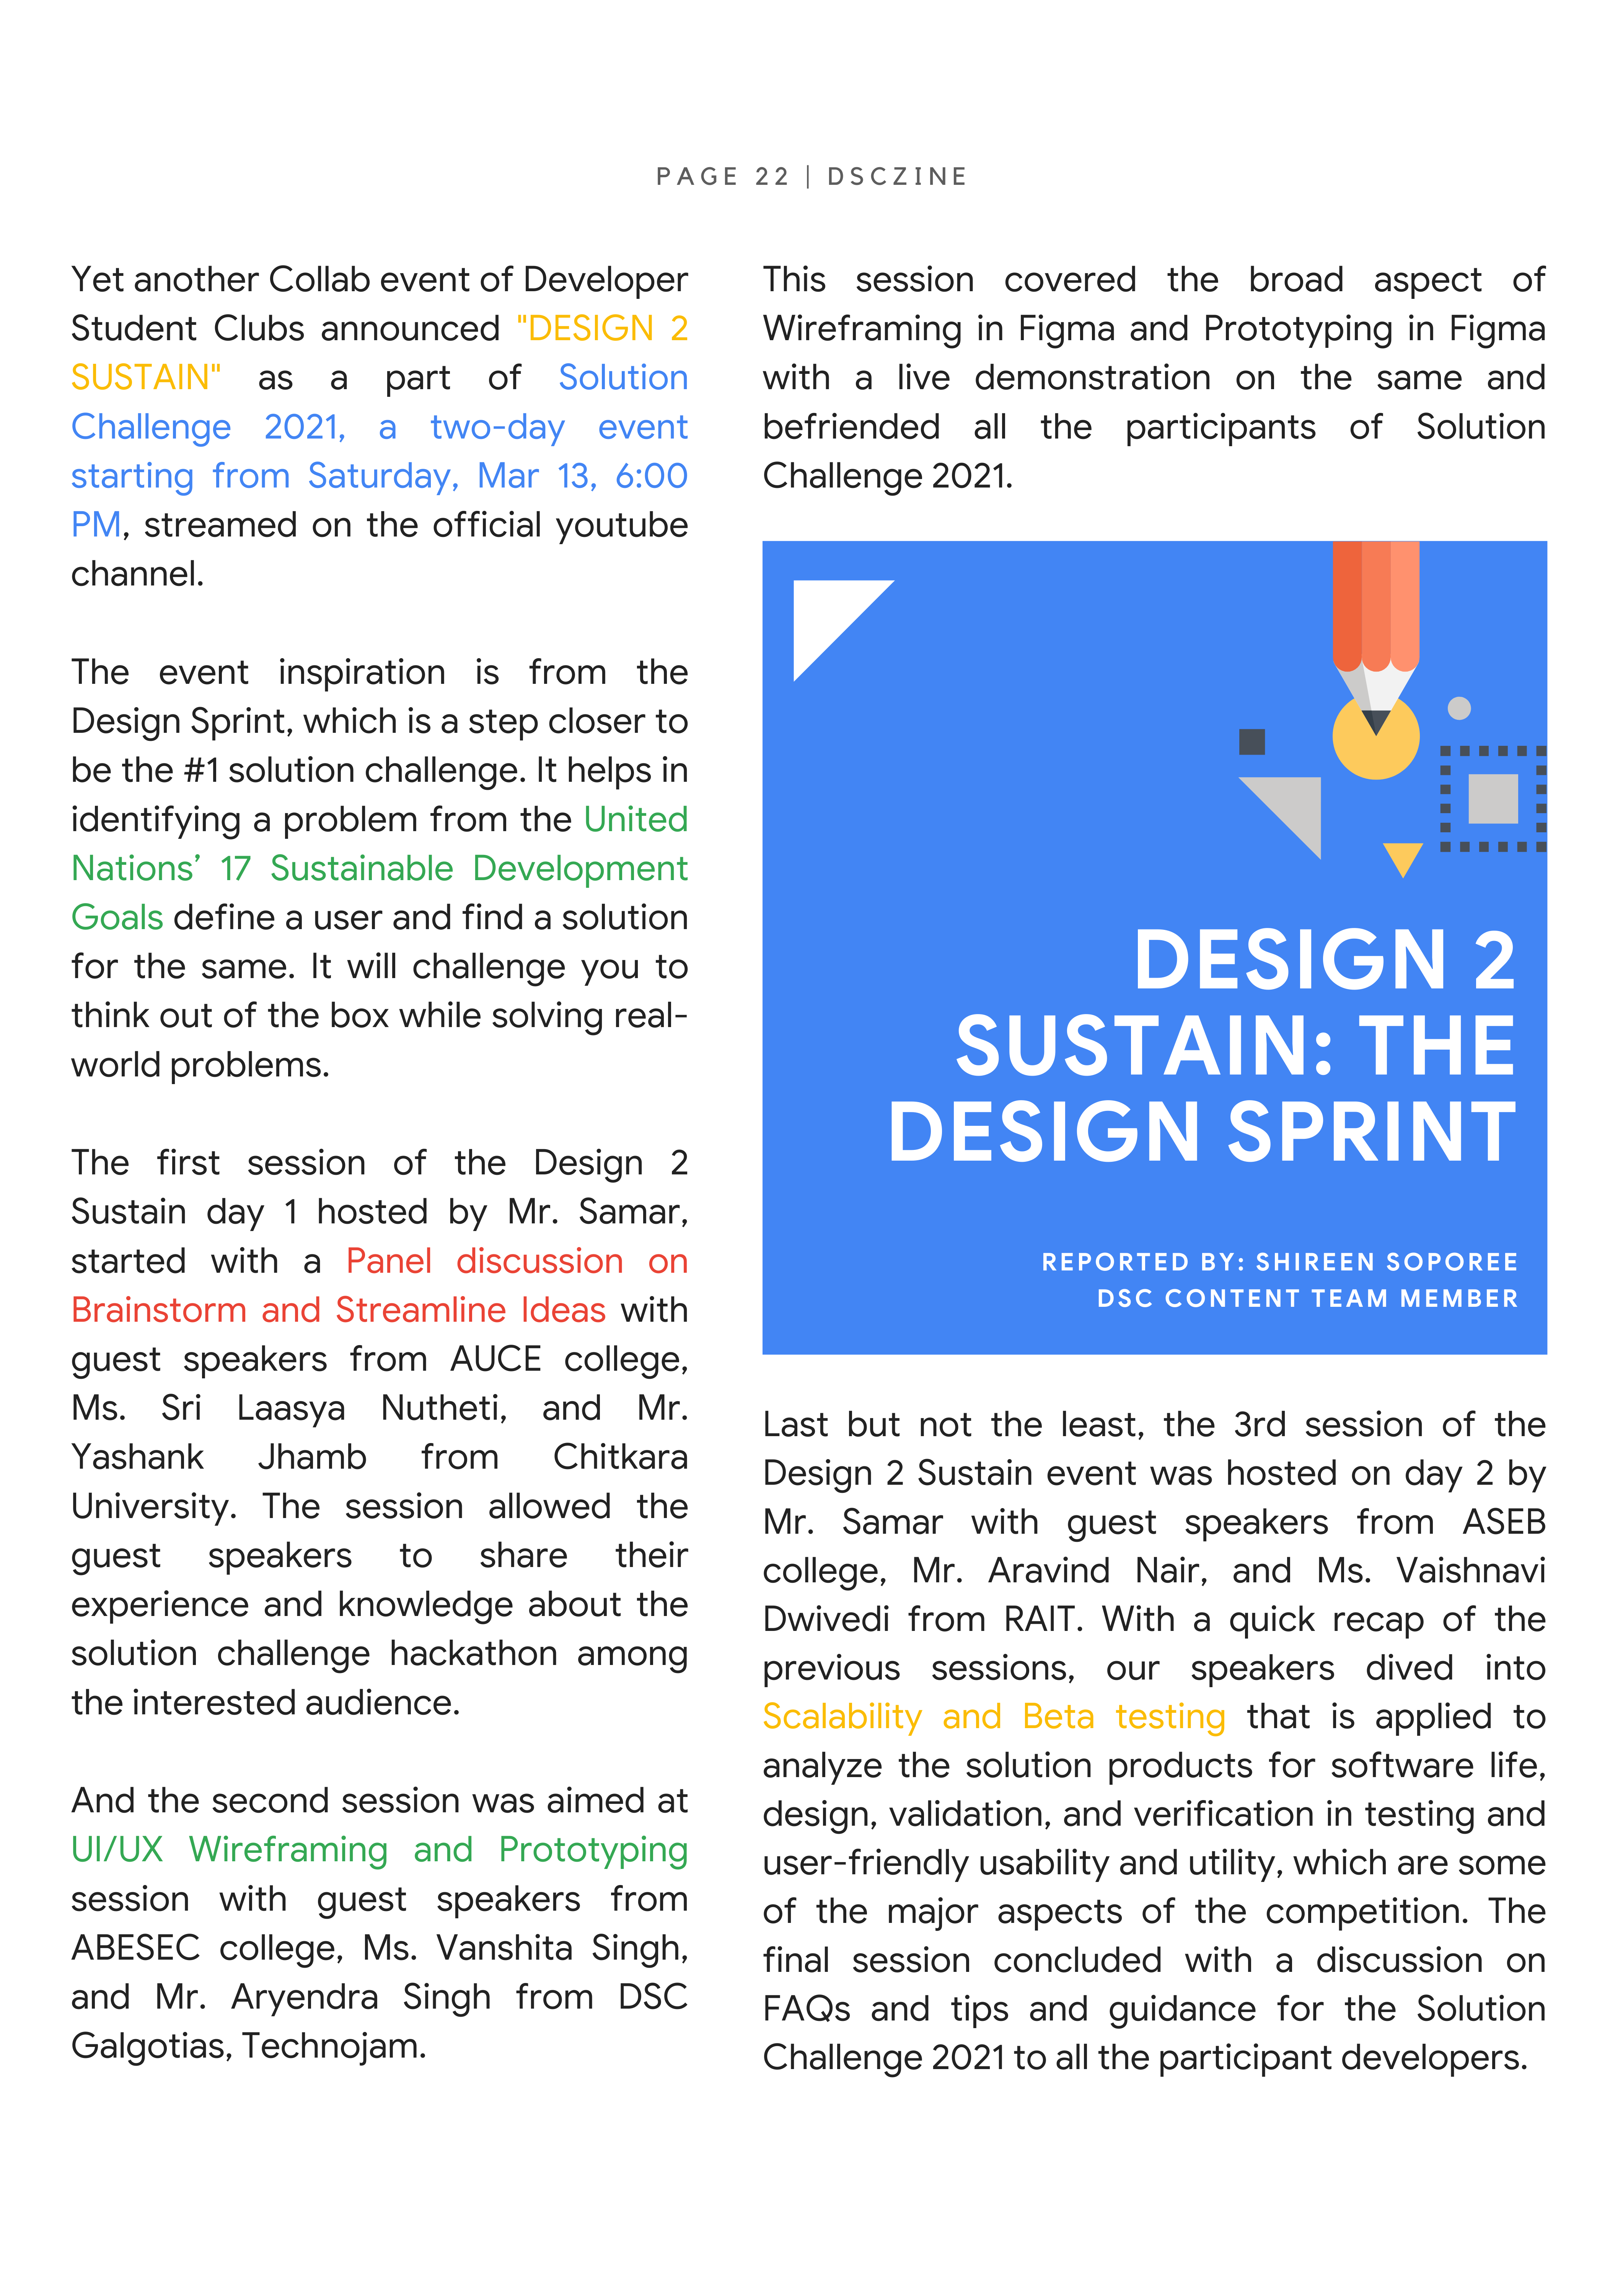 PAGE 22 | DSCZINE
Yet another Collab event of Developer
Student Clubs announced "DESIGN 2
SUSTAIN" as a part of Solution
Challenge 2021, a two-day event
starting from Saturday, Mar 13, 6:00
PM, streamed on the official youtube
channel.
The event inspiration is from the
Design Sprint, which is a step closer to
be the #1 solution challenge. It helps in
identifying a problem from the United
Nations’ 17 Sustainable Development
Goals define a user and find a solution
for the same. It will challenge you to
think out of the box while solving real-
world problems.
The first session of the Design 2
Sustain day 1 hosted by Mr. Samar,
started with a Panel discussion on
Brainstorm and Streamline Ideas with
guest speakers from AUCE college,
Ms. Sri Laasya Nutheti, and Mr.
Yashank Jhamb from Chitkara
University. The session allowed the
guest speakers to share their
experience and knowledge about the
solution challenge hackathon among
the interested audience.
And the second session was aimed at
UI/UX Wireframing and Prototyping
session with guest speakers from
ABESEC college, Ms. Vanshita Singh,
and Mr. Aryendra Singh from DSC
Galgotias, Technojam.
This session covered the broad aspect of
Wireframing in Figma and Prototyping in Figma
with a live demonstration on the same and
befriended all the participants of Solution
Challenge 2021.
DESIGN 2
SUSTAIN: THE
DESIGN SPRINT
REPORTED BY: SHIREEN SOPOREE
DSC CONTENT TEAM MEMBER
Last but not the least, the 3rd session of the
Design 2 Sustain event was hosted on day 2 by
Mr. Samar with guest speakers from ASEB
college, Mr. Aravind Nair, and Ms. Vaishnavi
Dwivedi from RAIT. With a quick recap of the
previous sessions, our speakers dived into
Scalability and Beta testing that is applied to
analyze the solution products for software life,
design, validation, and verification in testing and
user-friendly usability and utility, which are some
of the major aspects of the competition. The
final session concluded with a discussion on
FAQs and tips and guidance for the Solution
Challenge 2021 to all the participant developers.